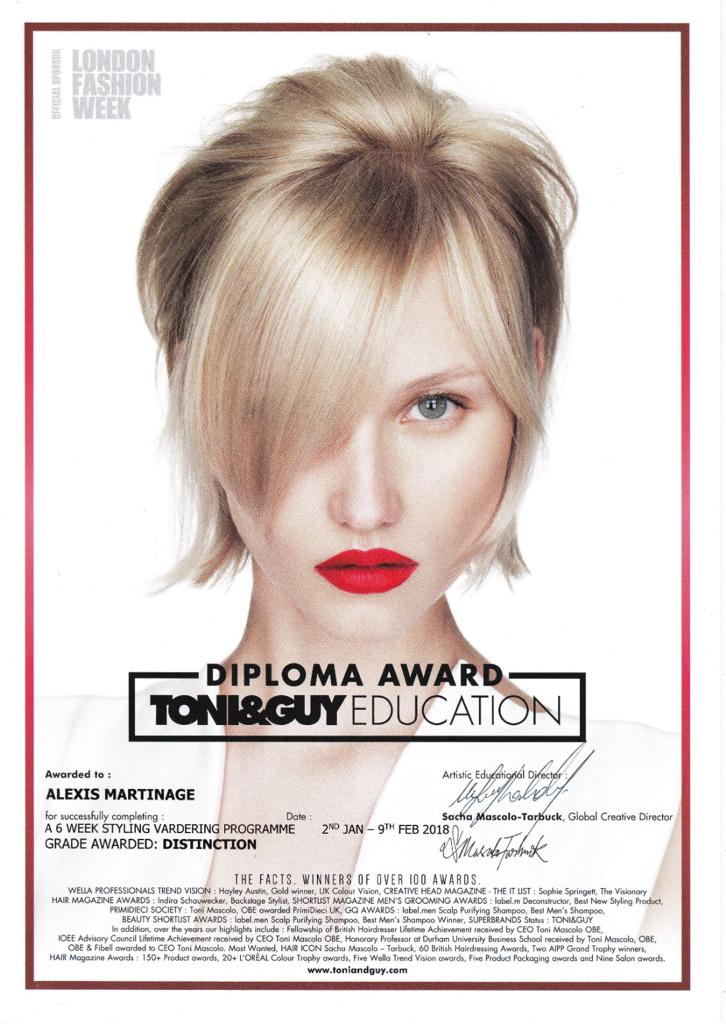 OFFICIAL SPONSOR
LONDON
FASHION
WEEK
DIPLOMA AWARD
TONI&GUY EDUCATION
Awarded to :
ALEXIS MARTINAGE
for successfully completing :
Date :
A 6 WEEK STYLING VARDERING PROGRAMME 2ND JAN – 9TH FEB 2018
GRADE AWARDED: DISTINCTION
Artistic Educational Director :
Sacha Mascolo-Tarbuck, Global Creative Director
THE FACTS. WINNERS OF OVER 100 AWARDS.
WELLA PROFESSIONALS TREND VISION : Hayley Austin, Gold winner, UK Colour Vision, CREATIVE HEAD MAGAZINE - THE IT LIST : Sophie Springett, The Visionary
HAIR MAGAZINE AWARDS : Indira Schauwecker, Backstage Stylist, SHORTLIST MAGAZINE MEN'S GROOMING AWARDS : label.m Deconstructor, Best New Styling Product,
PRIMIDIECI SOCIETY : Toni Mascolo, OBE awarded PrimiDieci UK, GQ AWARDS : label.men Scalp Purifying Shampoo, Best Men's Shampoo,
BEAUTY SHORTLIST AWARDS : label.men Scalp Purifying Shampoo, Best Men's Shampoo Winner, SUPERBRANDS Status : TONI&GUY
In addition, over the years our highlights include : Fellowship of British Hairdresser Lifetime Achievement received by CEO Toni Mascolo OBE,
IOEE Advisory Council Lifetime Achievement received by CEO Toni Mascolo OBE, Honorary Professor at Durham University Business School received by Toni Mascolo, OBE,
OBE & Fibell awarded to CEO Toni Mascolo. Most Wanted, HAIR ICON Sacha Mascolo – Tarbuck, 60 British Hairdressing Awards, Two AIPP Grand Trophy winners,
HAIR Magazine Awards : 150+ Product awards, 20+ L'ORÉAL Colour Trophy awards, Five Wella Trend Vision awards, Five Product Packaging awards and Nine Salon awards.
www.toniandguy.com